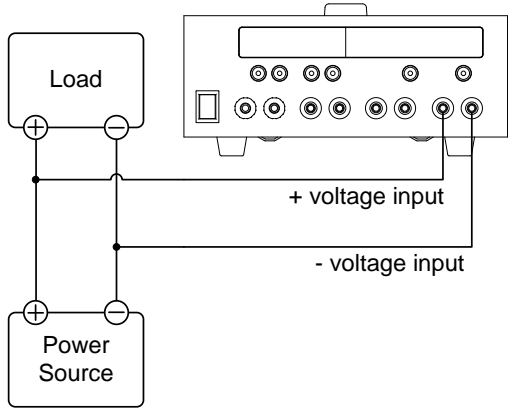 Load
+ voltage input
- voltage input
Power
Source